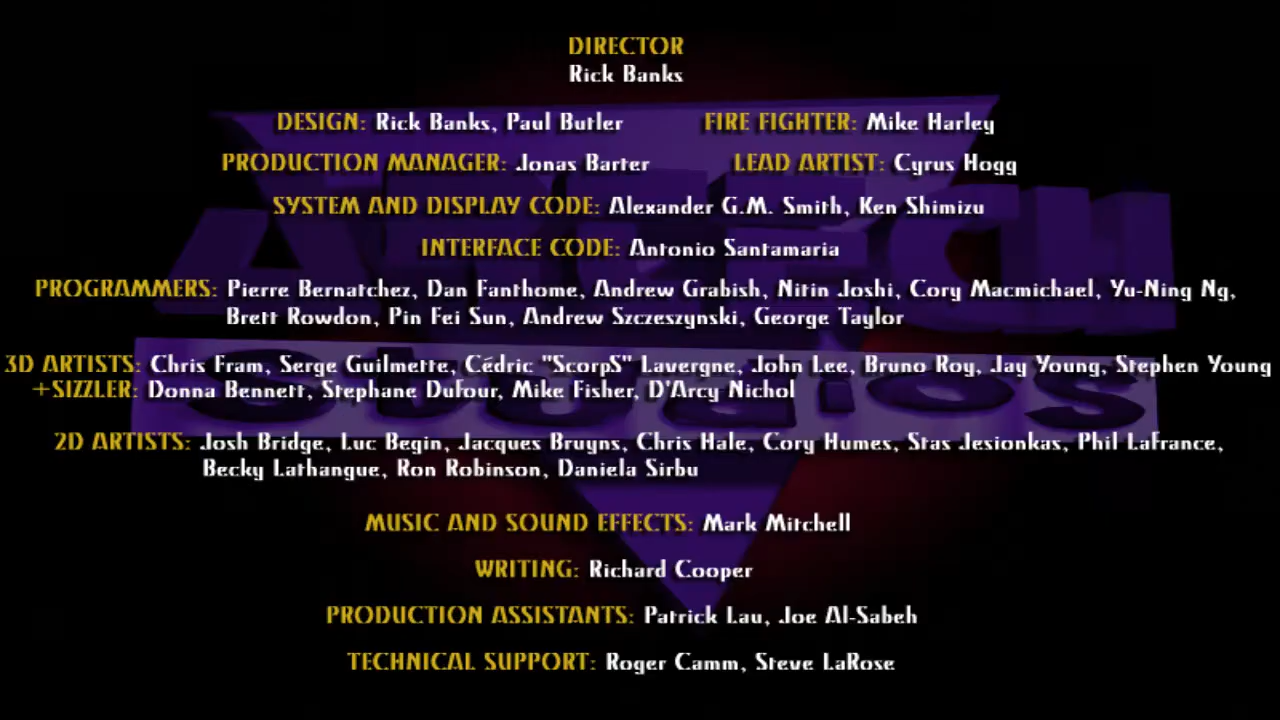 DIRECTOR
Rick Banks
DESIGN: Rick Banks, Paul Butler FIRE FIGHTER: Mike Harley
PRODUCTION MANAGER: Jonas Barter LEAD ARTIST: Cyrus Hogg
SYSTEM AND DISPLAY CODE: Alexander G.M. Smith, Ken Shimizu
INTERFACE CODE: Antonio Santamaria
PROGRAMMERS: Pierre Bernatchez, Dan Fanthome, Andrew Grabish, Nitin Joshi, Cory Macmichael, Yu-Ning Ng,
Brett Rowdon, Pin Fei Sun, Andrew Szczeszynski, George Taylor
3D ARTISTS: Chris Fram, Serge Guilmette, Cédric "ScorpS" Lavergne, John Lee, Bruno Roy, Jay Young, Stephen Young
+SIZZLER: Donna Bennett, Stephane Dufour, Mike Fisher, D'Arcy Nichol
2D ARTISTS: Josh Bridge, Luc Begin, Jacques Bruyns, Chris Hale, Cory Humes, Stas Jesionkas, Phil LaFrance,
Becky Lathangue, Ron Robinson, Daniela Sirbu
MUSIC AND SOUND EFFECTS: Mark Mitchell
WRITING: Richard Cooper
PRODUCTION ASSISTANTS: Patrick Lau, Joe Al-Sabeh
TECHNICAL SUPPORT: Roger Camm, Steve LaRose
ARTECH
Studios